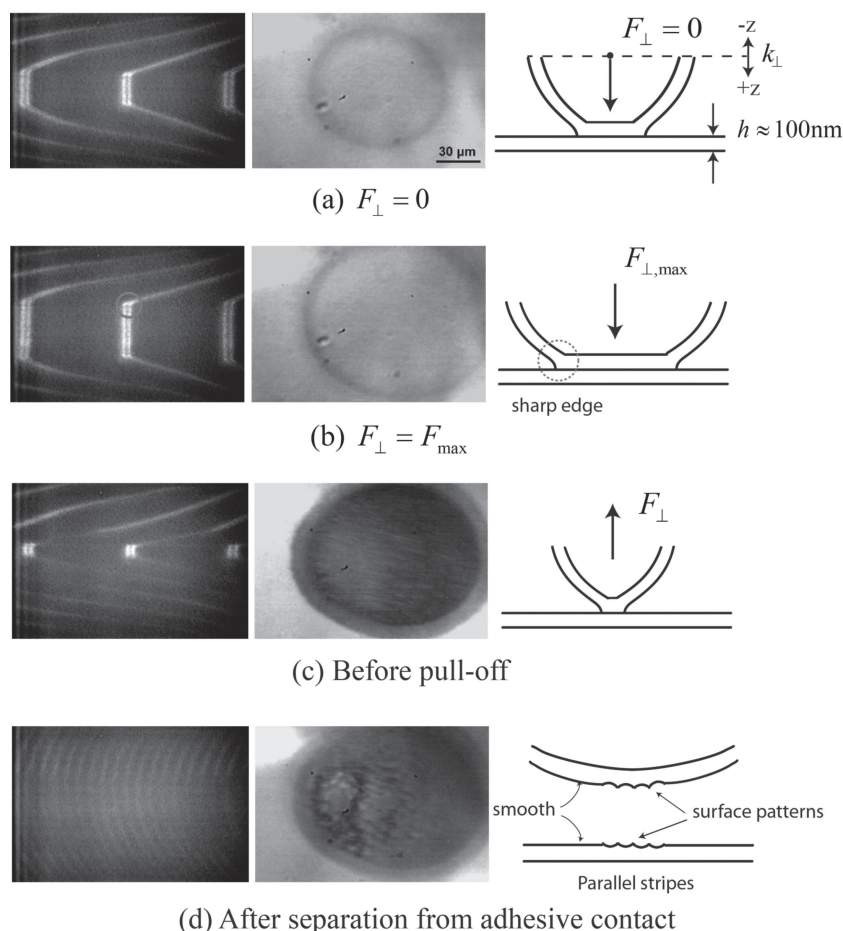 F⊥ = 0
-z
k⊥
+z
h ≈ 100nm
30 μm
(a) F⊥ = 0
F⊥,max
sharp edge
(b) F⊥ = Fmax
F⊥
(c) Before pull-off
smooth
surface patterns
Parallel stripes
(d) After separation from adhesive contact